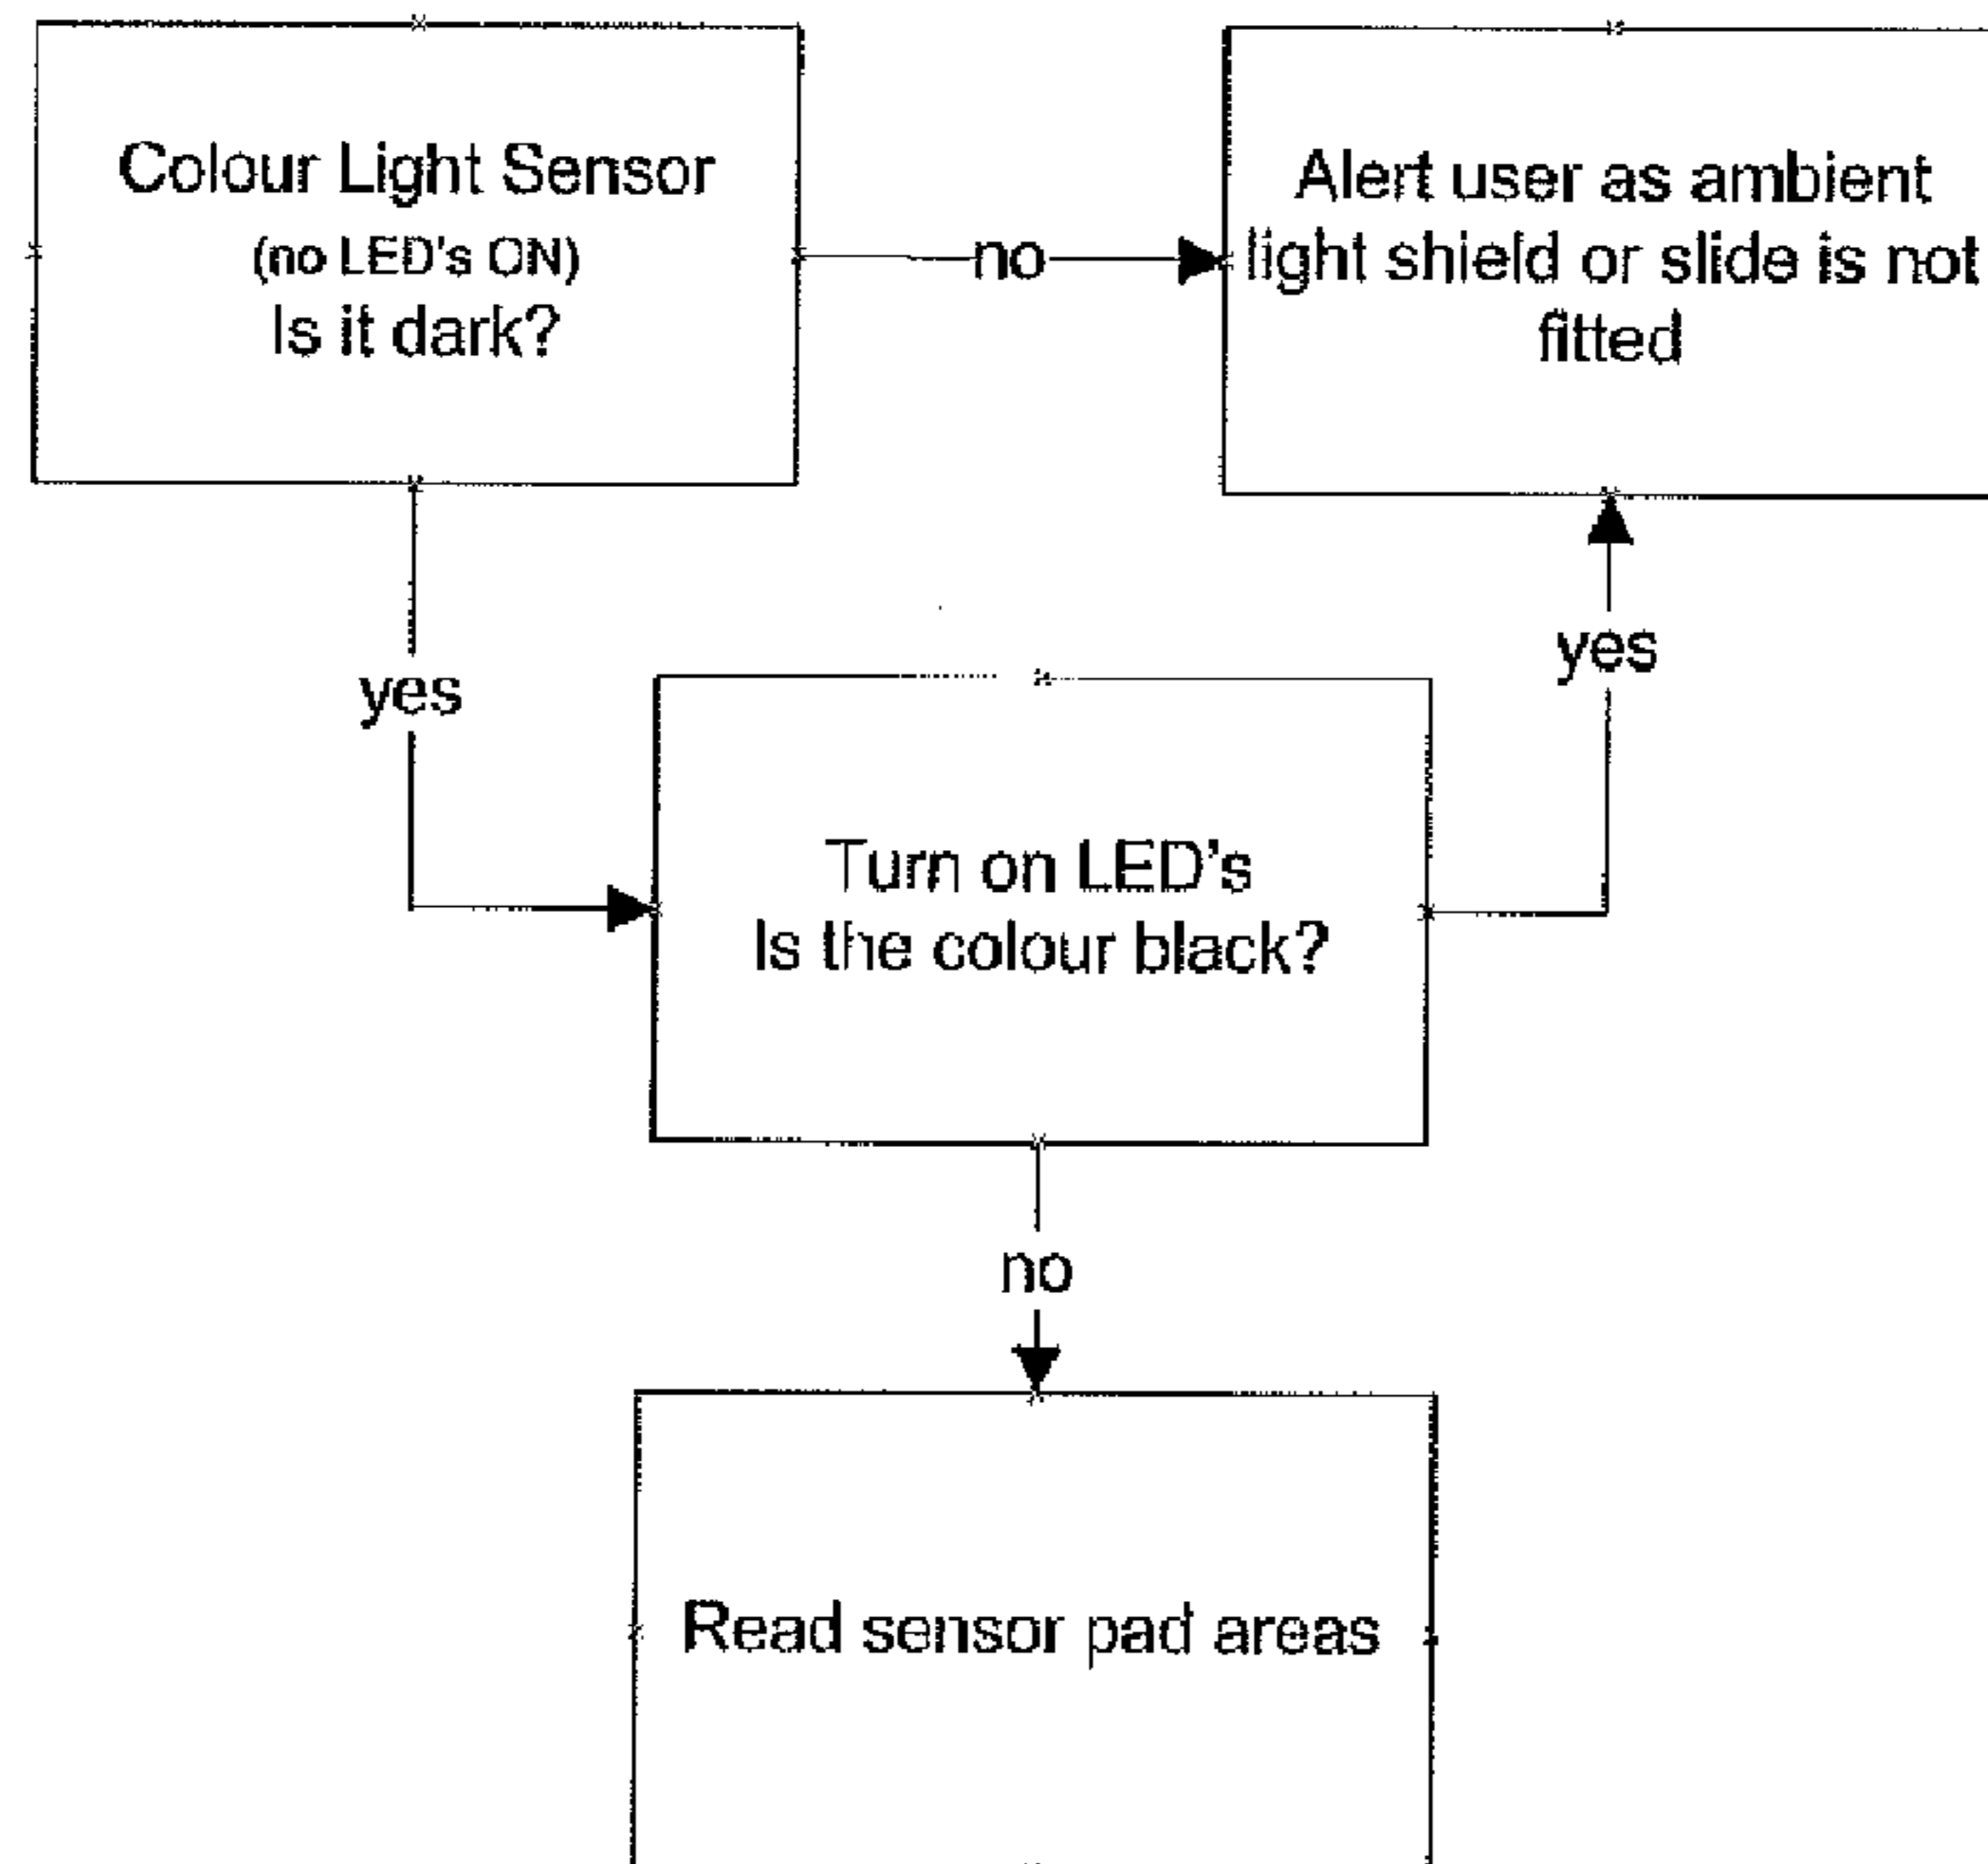 Colour Light Sensor
(no LED's ON)
Is it dark?
no
Alert user as ambient
light shield or slide is not
fitted
yes
yes
Turn on LED's
Is the colour black?
no
Read sensor pad areas